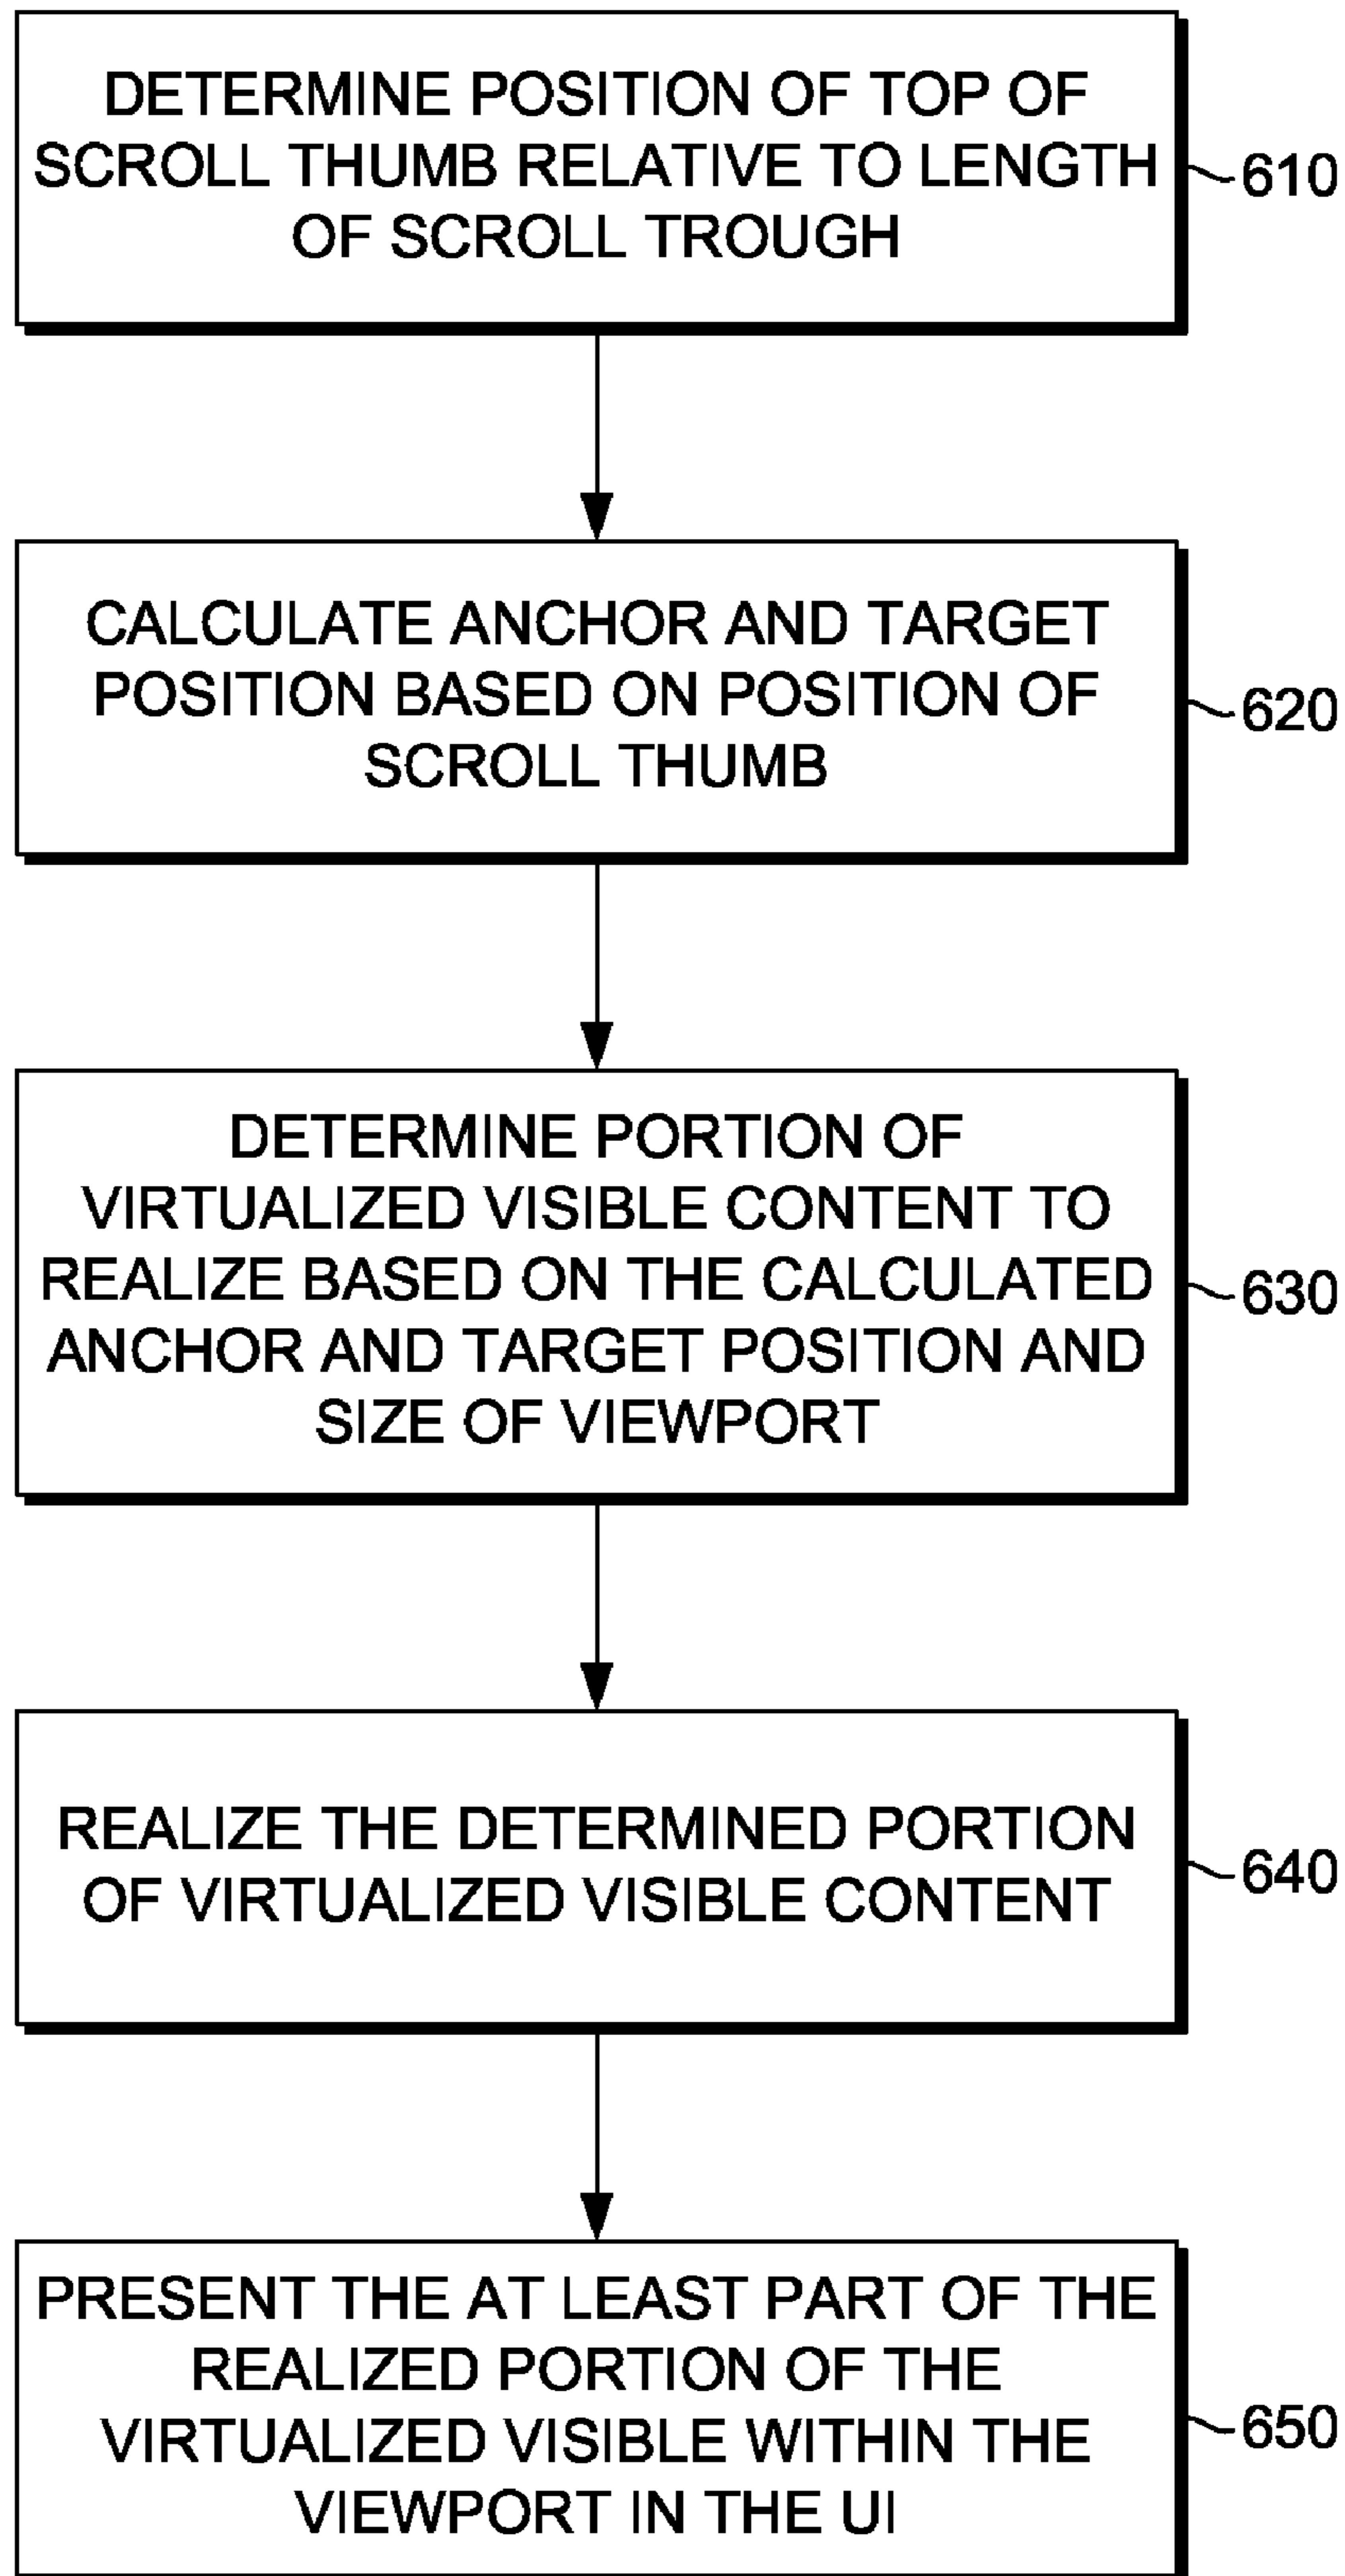 DETERMINE POSITION OF TOP OF
SCROLL THUMB RELATIVE TO LENGTH
OF SCROLL TROUGH
610
CALCULATE ANCHOR AND TARGET
POSITION BASED ON POSITION OF
SCROLL THUMB
620
DETERMINE PORTION OF
VIRTUALIZED VISIBLE CONTENT TO
REALIZE BASED ON THE CALCULATED
ANCHOR AND TARGET POSITION AND
SIZE OF VIEWPORT
630
REALIZE THE DETERMINED PORTION
OF VIRTUALIZED VISIBLE CONTENT
640
PRESENT THE AT LEAST PART OF THE
REALIZED PORTION OF THE
VIRTUALIZED VISIBLE WITHIN THE
VIEWPORT IN THE UI
650